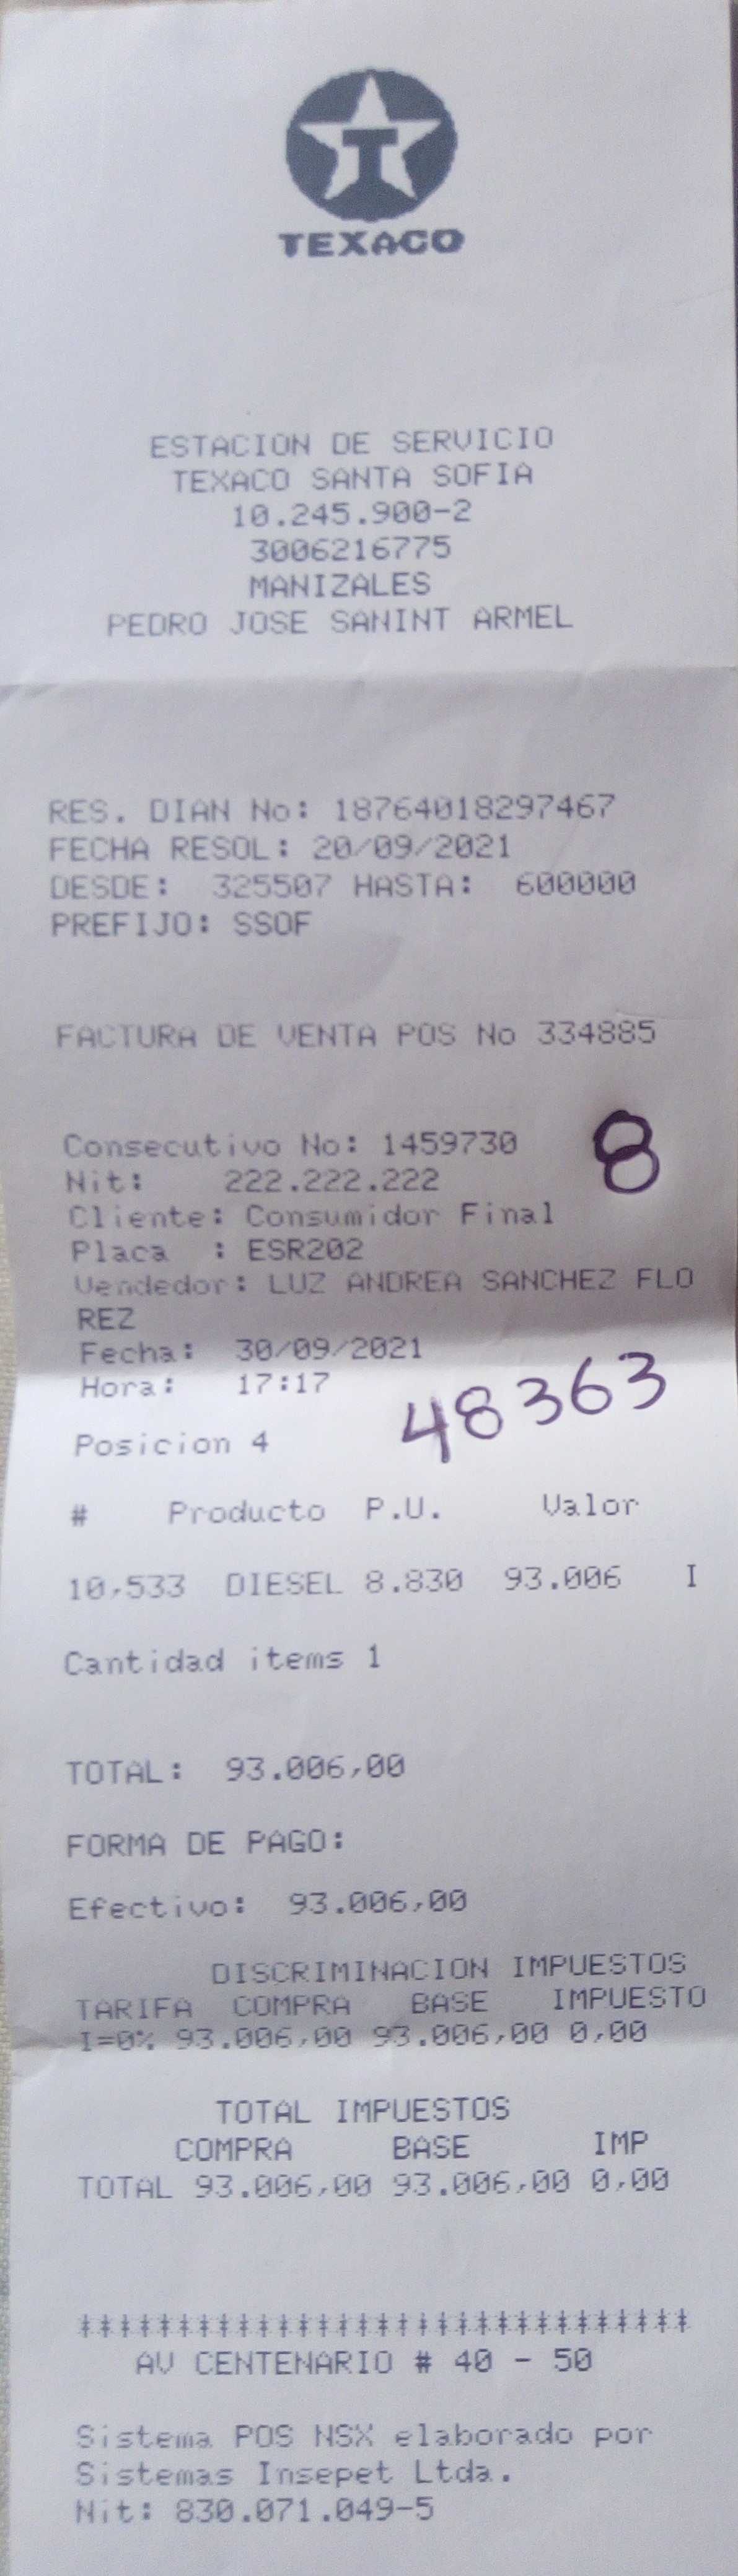 TEXACO
ESTACION DE SERVICIO
TEXACO SANTA SOFIA
10.245.900-2
3006216775
MANIZALES
PEDRO JOSE SANINT ARMEL
RES. DIAN No: 18764018297467
FECHA RESOL: 20/09/2021
DESDE: 325507 HASTA: 600000
PREFIJO: SSOF
FACTURA DE VENTA POS No 334885
Consecutivo No: 1459730
8
Nit: 222.222.222
Cliente: Consumidor Final
Placa : ESR202
Vendedor: LUZ ANDREA SANCHEZ FLO
REZ
Fecha: 30/09/2021
Hora: 17:17
48363
Posicion 4
# Producto P.U. Valor
10,533 DIESEL 8.830 93.006 I
Cantidad items 1
TOTAL: 93.006,00
FORMA DE PAGO:
Efectivo: 93.006,00
DISCRIMINACION IMPUESTOS
TARIFA COMPRA BASE IMPUESTO
I=0% 93.006,00 93.006,00 0,00
TOTAL IMPUESTOS
COMPRA BASE IMP
TOTAL 93.006,00 93.006,00 0,00
*******************************
AV CENTENARIO # 40 - 50
Sistema POS NSX elaborado por
Sistemas Insepet Ltda.
Nit: 830.071.049-5